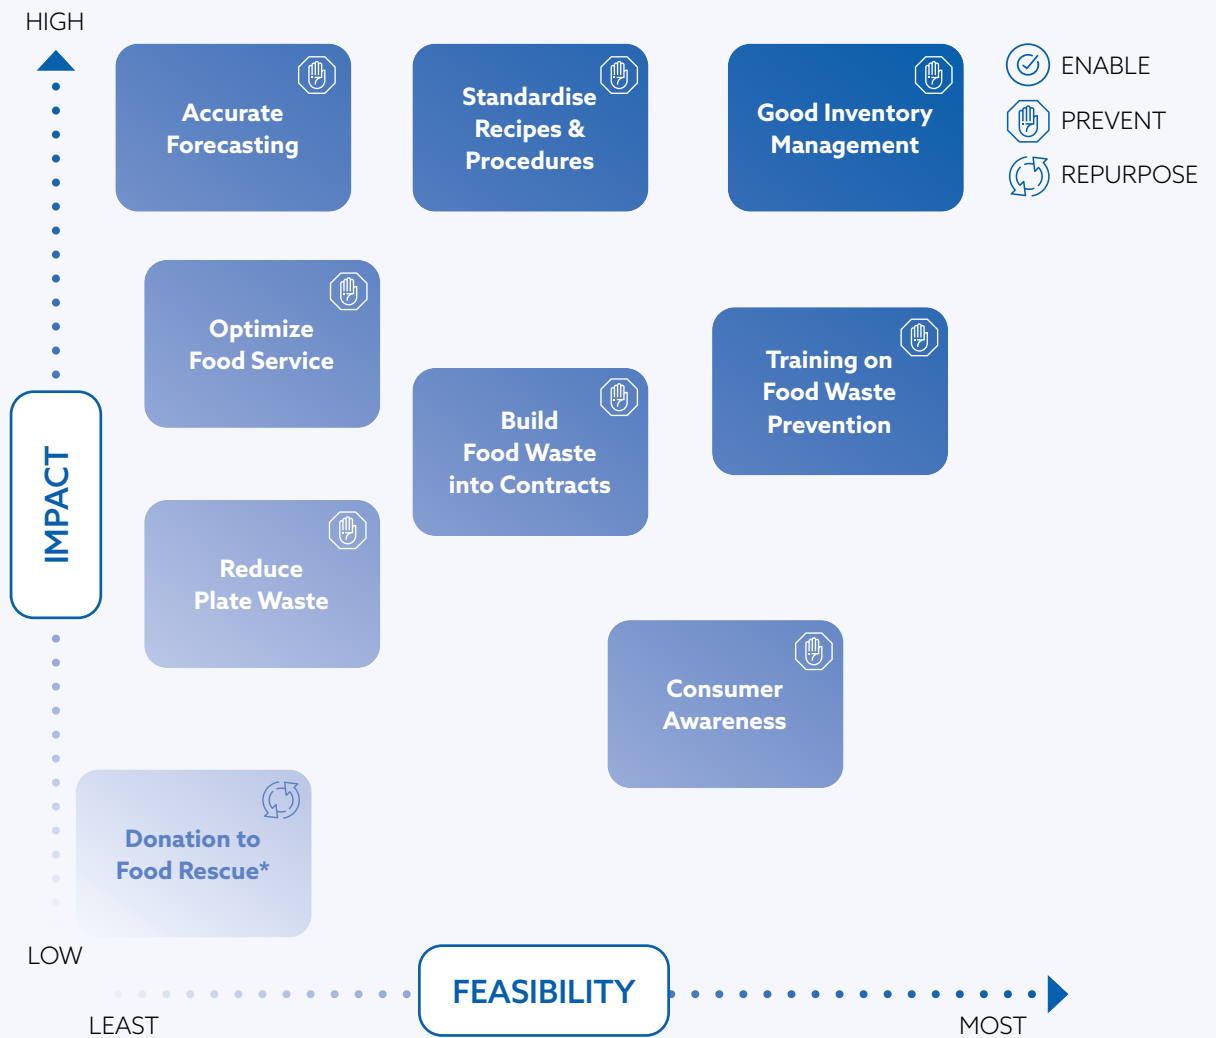 HIGH
Accurate
Forecasting
Standardise
Recipes &
Procedures
Good Inventory
Management
ENABLE
PREVENT
REPURPOSE
Optimize
Food Service
Training on
Food Waste
Prevention
Build
Food Waste
into Contracts
IMPACT
Reduce
Plate Waste
Consumer
Awareness
Donation to
Food Rescue*
LOW
FEASIBILITY
LEAST
MOST